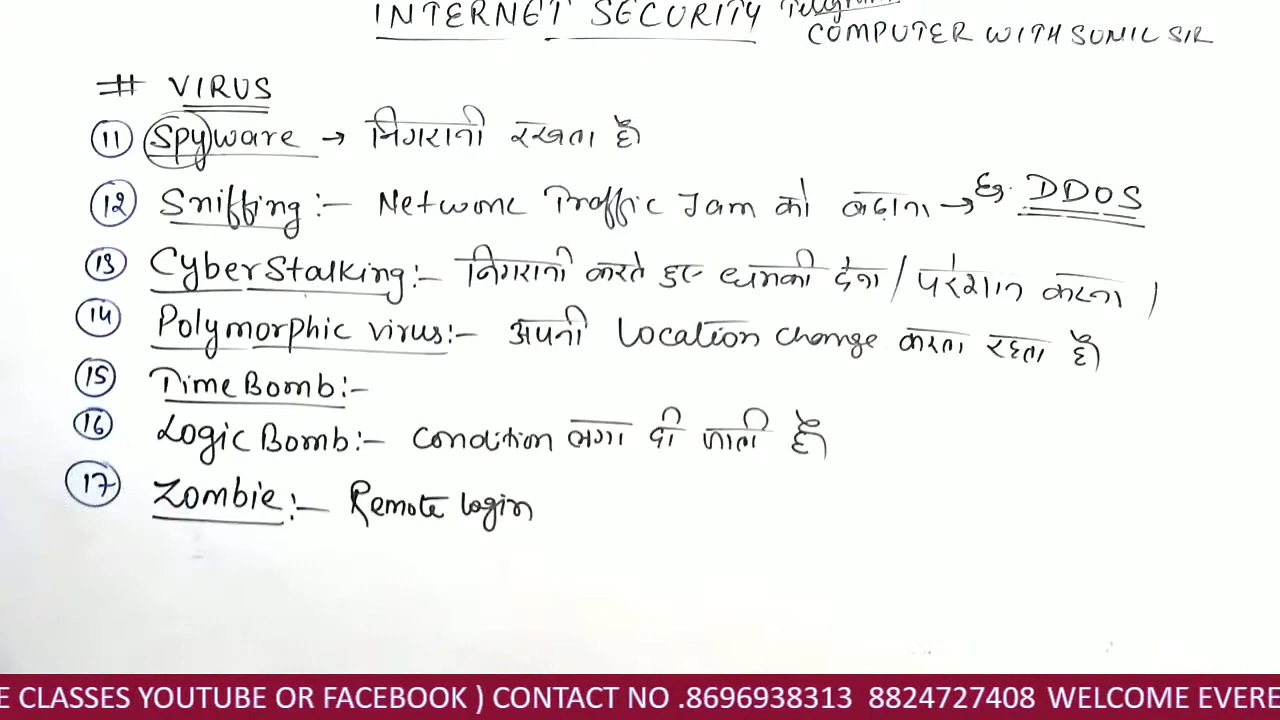 INTERNET SECURITY Telegram
COMPUTER WITH SUNIL SIR
# VIRUS
11 Spyware → निगरानी रखता है
12 Sniffing :- Network Traffic Jam को बढ़ाना → Eg. DDOS
13 CyberStalking :- निगरानी करते हुए धमकी देना / परेशान करना ।
14 Polymorphic virus :- अपनी Location change करता रहता है
15 TimeBomb :-
16 Logic Bomb :- Condition लगा दी जाती है
17 Zombie :- Remote login
E CLASSES YOUTUBE OR FACEBOOK ) CONTACT NO .8696938313 8824727408 WELCOME EVERE